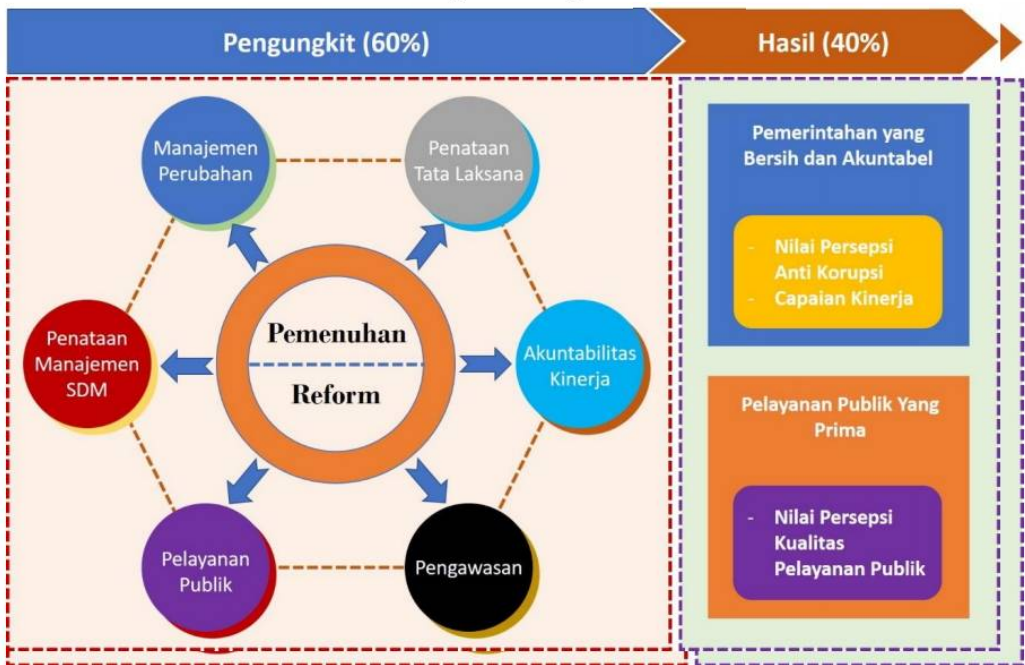 Pengungkit (60%)
Hasil (40%)
Manajemen
Perubahan
Penataan
Tata Laksana
Penataan
Manajemen
SDM
Pemenuhan
Reform
Akuntabilitas
Kinerja
Pelayanan
Publik
Pengawasan
Pemerintahan yang
Bersih dan Akuntabel
- Nilai Persepsi
Anti Korupsi
- Capaian Kinerja
Pelayanan Publik Yang
Prima
- Nilai Persepsi
Kualitas
Pelayanan Publik